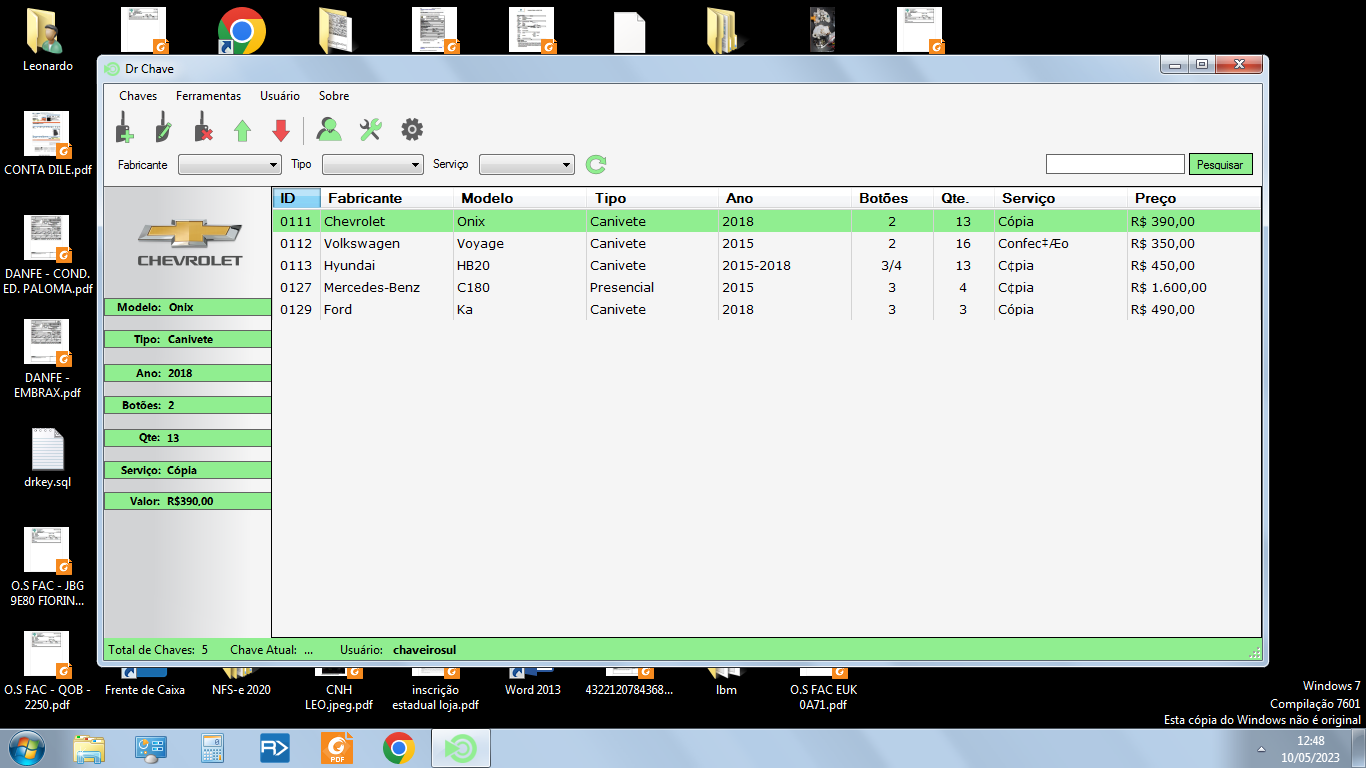 Leonardo
Dr Chave
Chaves Ferramentas Usuário Sobre
Fabricante Tipo Serviço Pesquisar
CONTA DILE.pdf
ID Fabricante Modelo Tipo Ano Botões Qte. Serviço Preço
0111 Chevrolet Onix Canivete 2018 2 13 Cópia R$ 390,00
0112 Volkswagen Voyage Canivete 2015 2 16 Confec‡Æo R$ 350,00
0113 Hyundai HB20 Canivete 2015-2018 3/4 13 C¢pia R$ 450,00
0127 Mercedes-Benz C180 Presencial 2015 3 4 C¢pia R$ 1.600,00
0129 Ford Ka Canivete 2018 3 3 Cópia R$ 490,00
CHEVROLET
Modelo: Onix
Tipo: Canivete
Ano: 2018
Botões: 2
Qte: 13
Serviço: Cópia
Valor: R$390,00
DANFE - COND.
ED. PALOMA.pdf
DANFE -
EMBRAX.pdf
drkey.sql
O.S FAC - JBG
9E80 FIORIN...
Total de Chaves: 5 Chave Atual: ... Usuário: chaveirosul
O.S FAC - QOB -
2250.pdf
Frente de Caixa
NFS-e 2020
CNH
LEO.jpeg.pdf
inscrição
estadual loja.pdf
Word 2013
4322120784368...
Ibm
O.S FAC EUK
0A71.pdf
Windows 7
Compilação 7601
Esta cópia do Windows não é original
PDF
12:48
10/05/2023